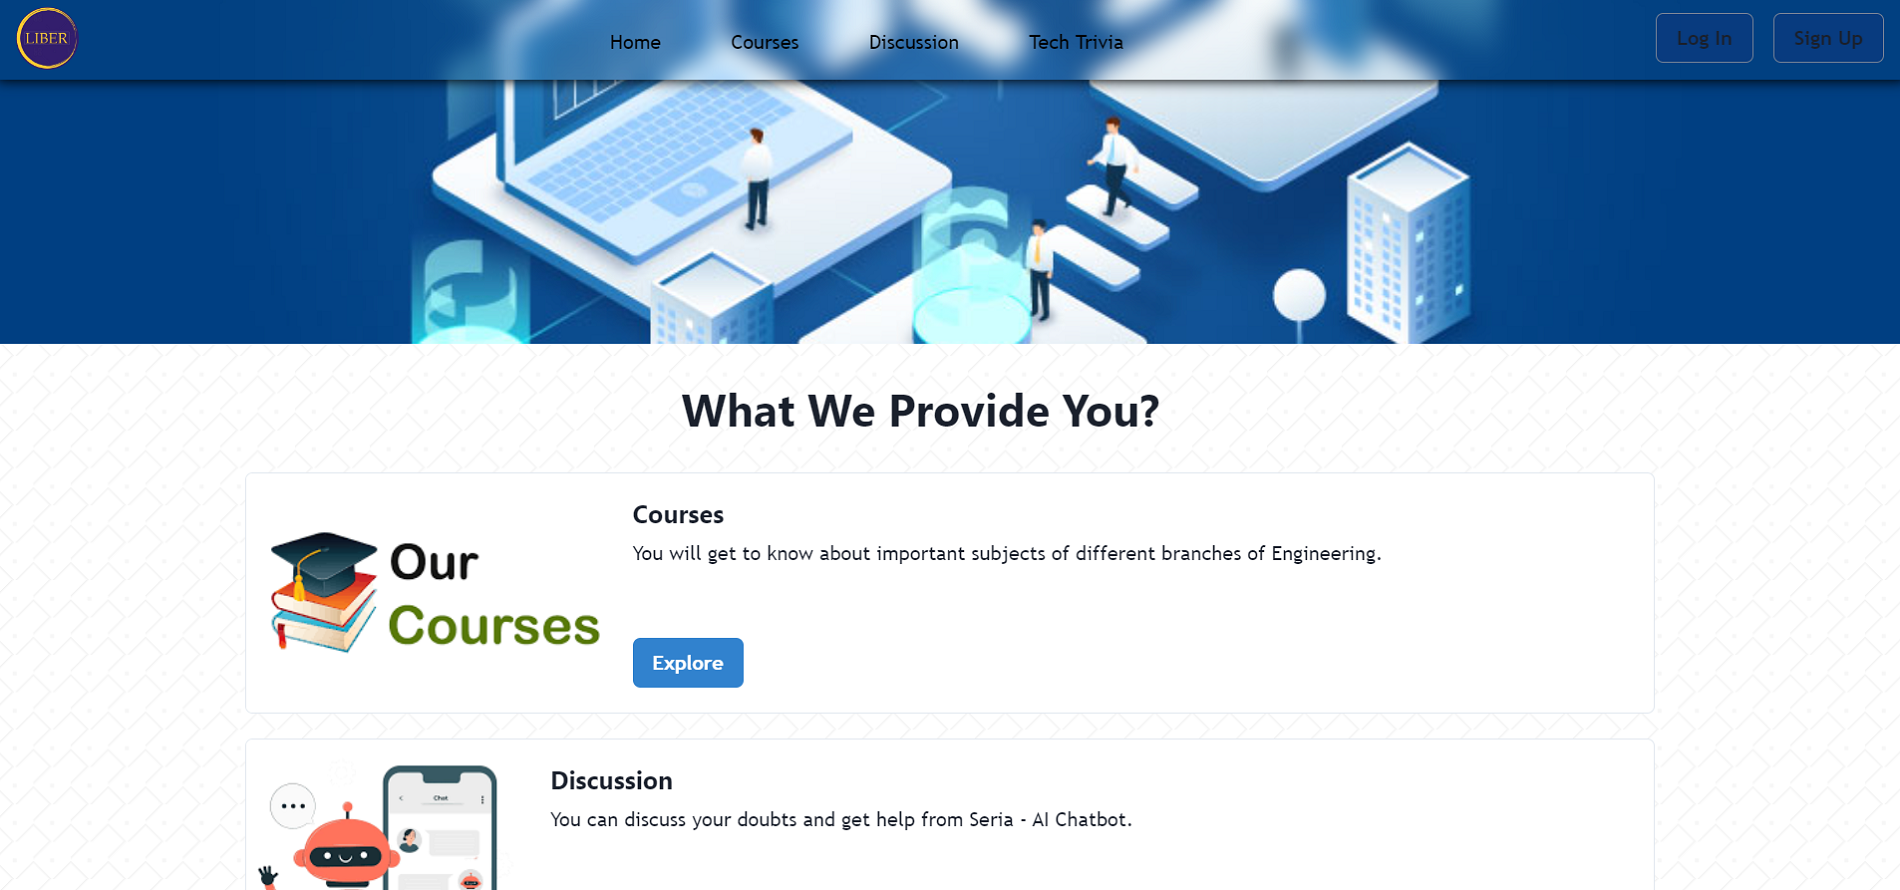 LIBER
Home
Courses
Discussion
Tech Trivia
Log In
Sign Up
What We Provide You?
Our
Courses
Courses
You will get to know about important subjects of different branches of Engineering.
Explore
Chat
Discussion
You can discuss your doubts and get help from Seria - AI Chatbot.